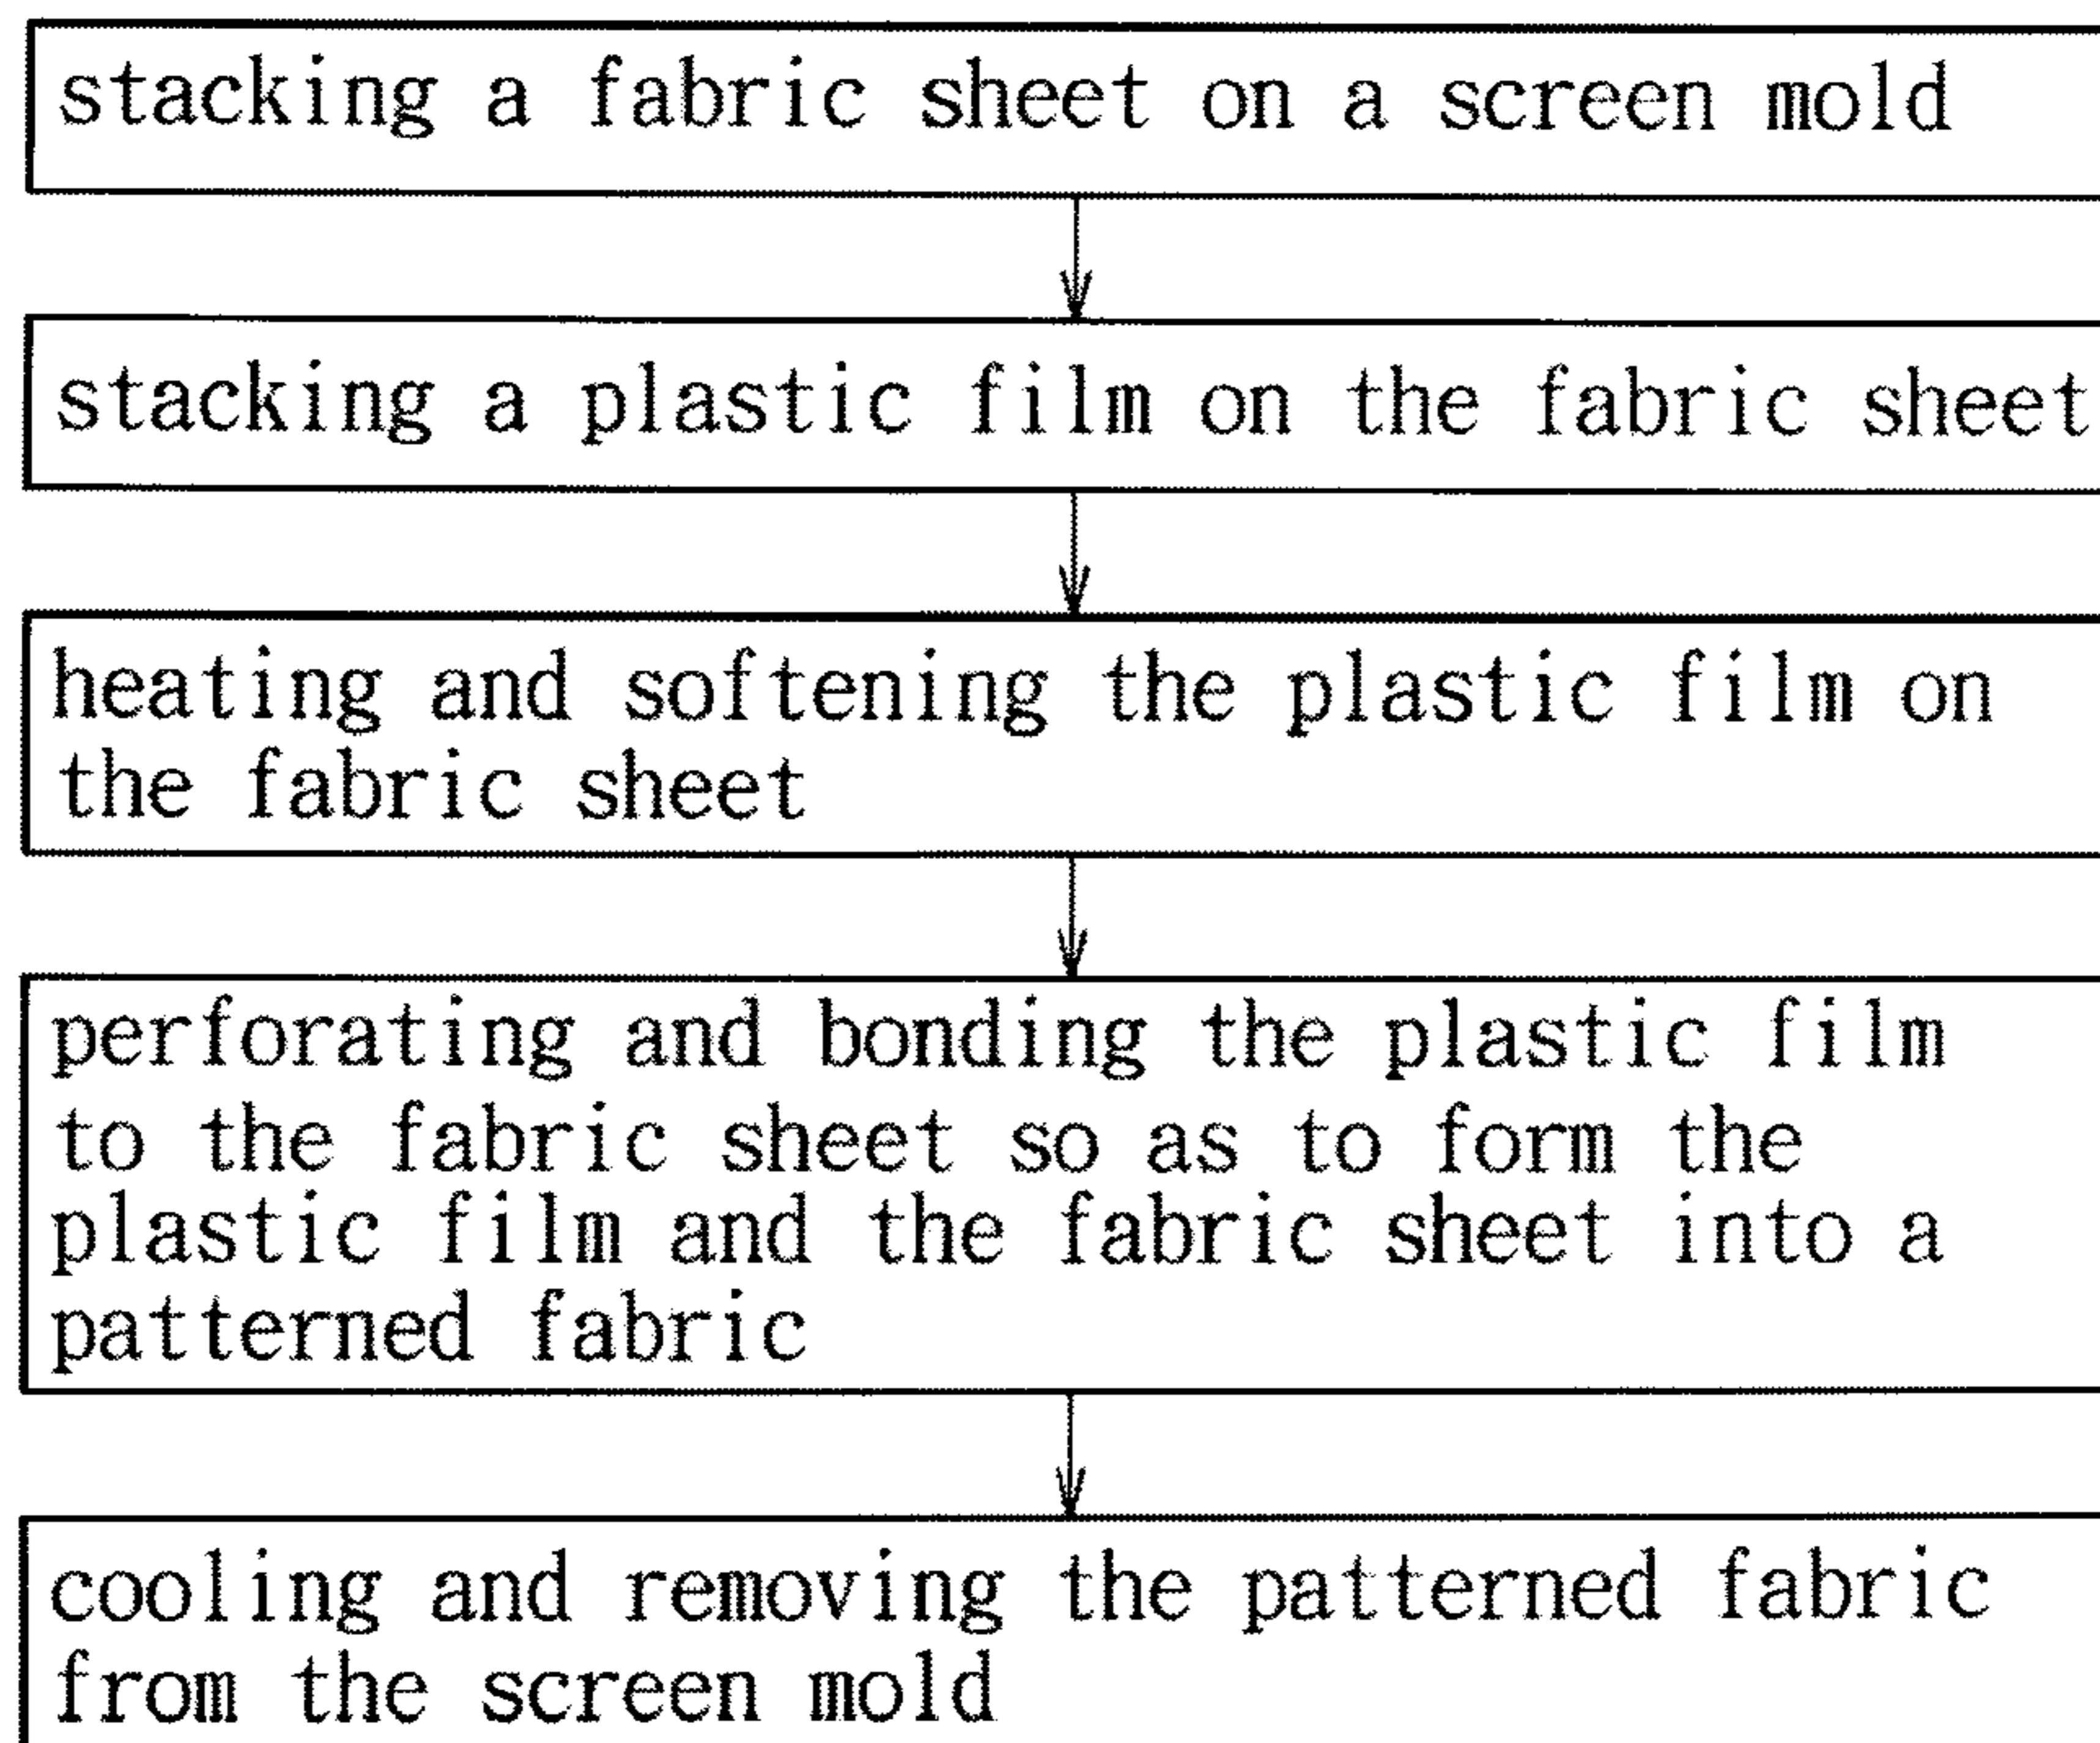 stacking a fabric sheet on a screen mold
stacking a plastic film on the fabric sheet
heating and softening the plastic film on
the fabric sheet
perforating and bonding the plastic film
to the fabric sheet so as to form the
plastic film and the fabric sheet into a
patterned fabric
cooling and removing the patterned fabric
from the screen mold